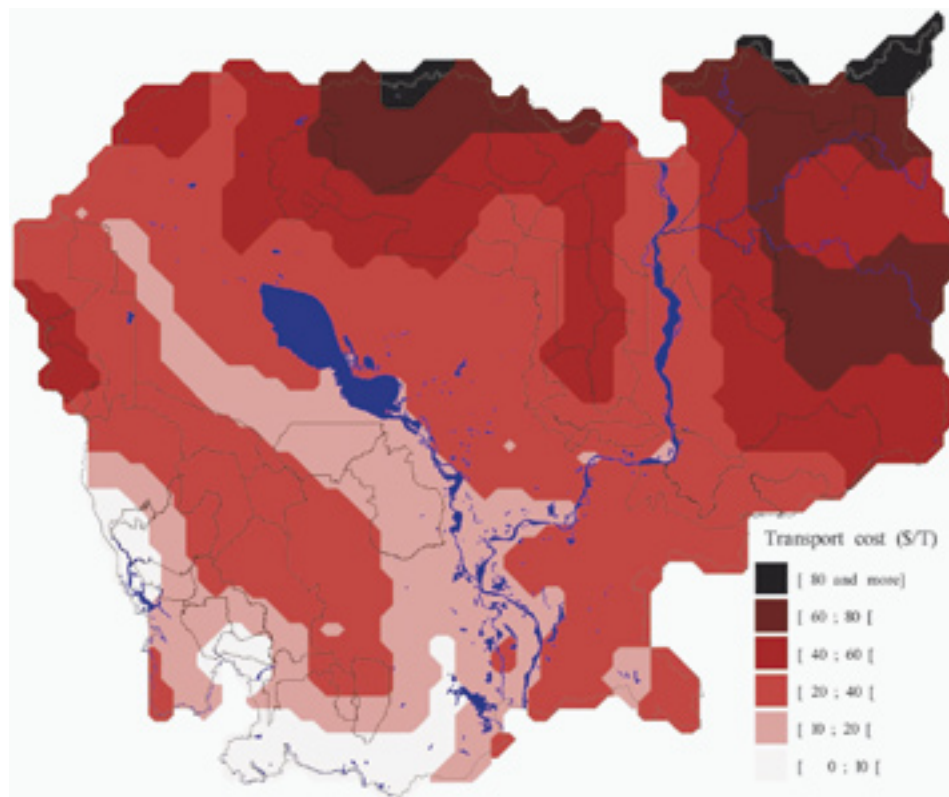 Transport cost ($/T)
[ 80 and more]
[ 60 ; 80 [
[ 40 ; 60 [
[ 20 ; 40 [
[ 10 ; 20 [
[ 0 ; 10 [